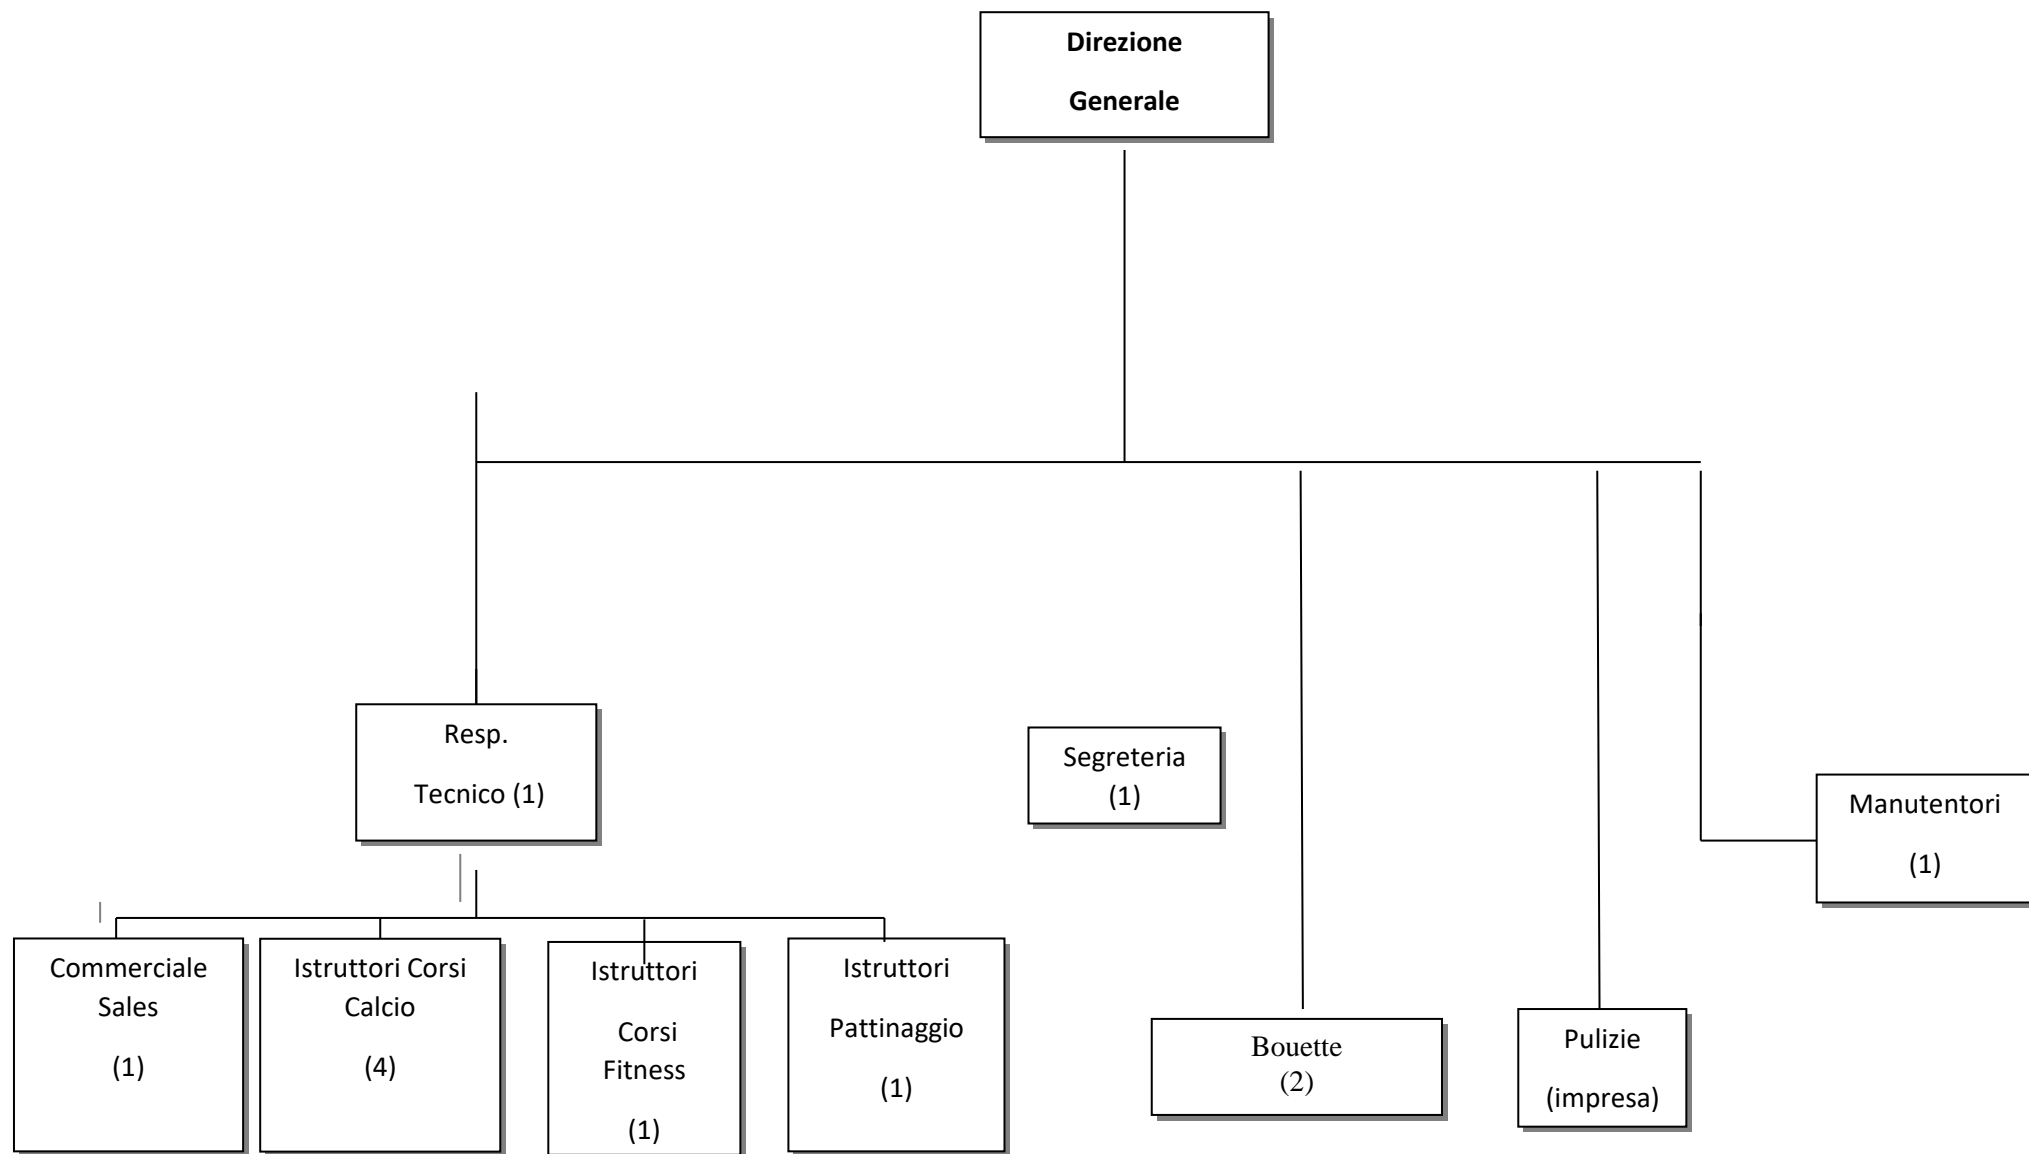 Direzione
Generale
Resp.
Tecnico (1)
Segreteria
(1)
Manutentori
(1)
Commerciale
Sales
(1)
Istruttori Corsi
Calcio
(4)
Istruttori
Corsi
Fitness
(1)
Istruttori
Pattinaggio
(1)
Bouette
(2)
Pulizie
(impresa)